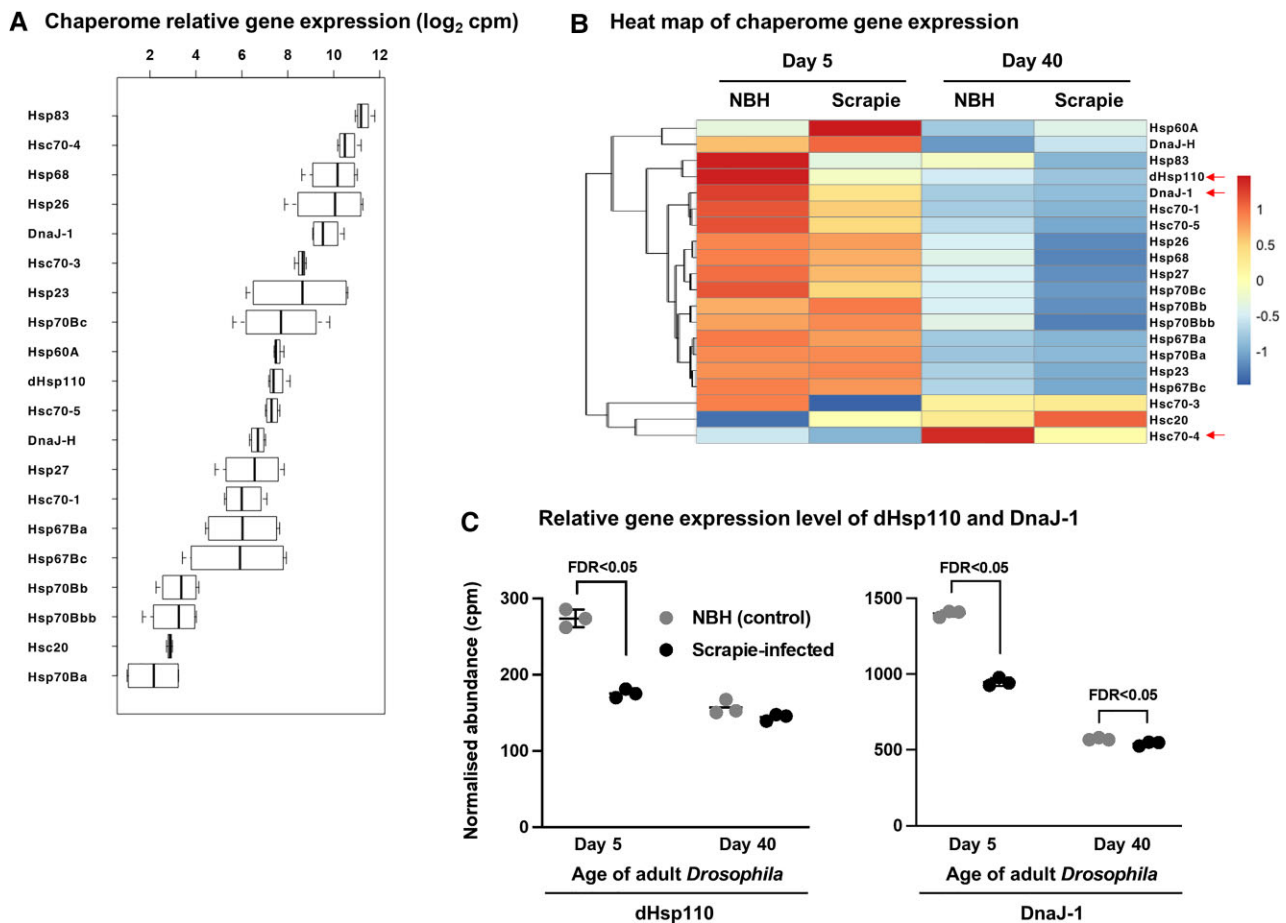 A Chaperome relative gene expression (log2 cpm)
2 4 6 8 10 12
Hsp83
Hsc70-4
Hsp68
Hsp26
DnaJ-1
Hsc70-3
Hsp23
Hsp70Bc
Hsp60A
dHsp110
Hsc70-5
DnaJ-H
Hsp27
Hsc70-1
Hsp67Ba
Hsp67Bc
Hsp70Bb
Hsp70Bbb
Hsc20
Hsp70Ba
B Heat map of chaperome gene expression
Day 5 Day 40
NBH Scrapie NBH Scrapie
Hsp60A
DnaJ-H
Hsp83
dHsp110
DnaJ-1
Hsc70-1
Hsc70-5
Hsp26
Hsp68
Hsp27
Hsp70Bc
Hsp70Bb
Hsp70Bbb
Hsp67Ba
Hsp70Ba
Hsp23
Hsp67Bc
Hsc70-3
Hsc20
Hsc70-4
1
0.5
0
-0.5
-1
C Relative gene expression level of dHsp110 and DnaJ-1
Normalised abundance (cpm)
300
200
100
0
FDR<0.05
NBH (control)
Scrapie-infected
Day 5 Day 40
Age of adult Drosophila
dHsp110
1500
1000
500
0
FDR<0.05
FDR<0.05
Day 5 Day 40
Age of adult Drosophila
DnaJ-1